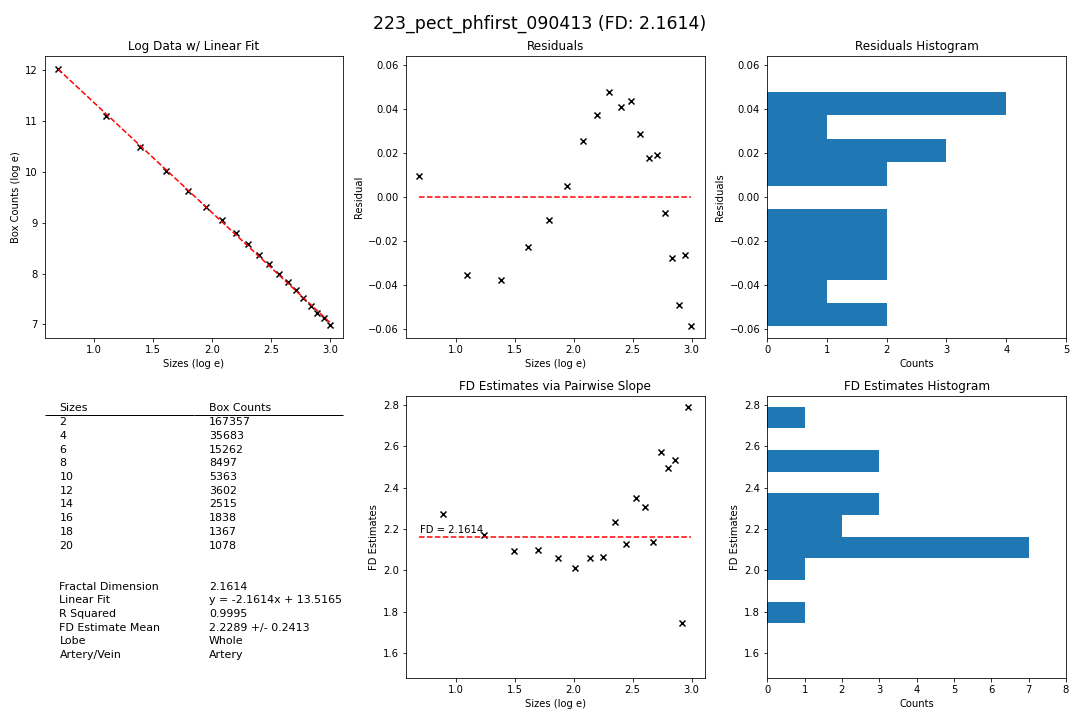 223_pect_phfirst_090413 (FD: 2.1614)
Log Data w/ Linear Fit
Box Counts (log e)
12
11
10
9
8
7
1.0 1.5 2.0 2.5 3.0
Sizes (log e)
Residuals
Residual
0.06
0.04
0.02
0.00
−0.02
−0.04
−0.06
1.0 1.5 2.0 2.5 3.0
Sizes (log e)
Residuals Histogram
Residuals
0.06
0.04
0.02
0.00
−0.02
−0.04
−0.06
0 1 2 3 4 5
Counts
Sizes Box Counts
2 167357
4 35683
6 15262
8 8497
10 5363
12 3602
14 2515
16 1838
18 1367
20 1078
Fractal Dimension 2.1614
Linear Fit y = -2.1614x + 13.5165
R Squared 0.9995
FD Estimate Mean 2.2289 +/- 0.2413
Lobe Whole
Artery/Vein Artery
FD Estimates via Pairwise Slope
FD Estimates
2.8
2.6
2.4
2.2
2.0
1.8
1.6
FD = 2.1614
1.0 1.5 2.0 2.5 3.0
Sizes (log e)
FD Estimates Histogram
FD Estimates
2.8
2.6
2.4
2.2
2.0
1.8
1.6
0 1 2 3 4 5 6 7 8
Counts